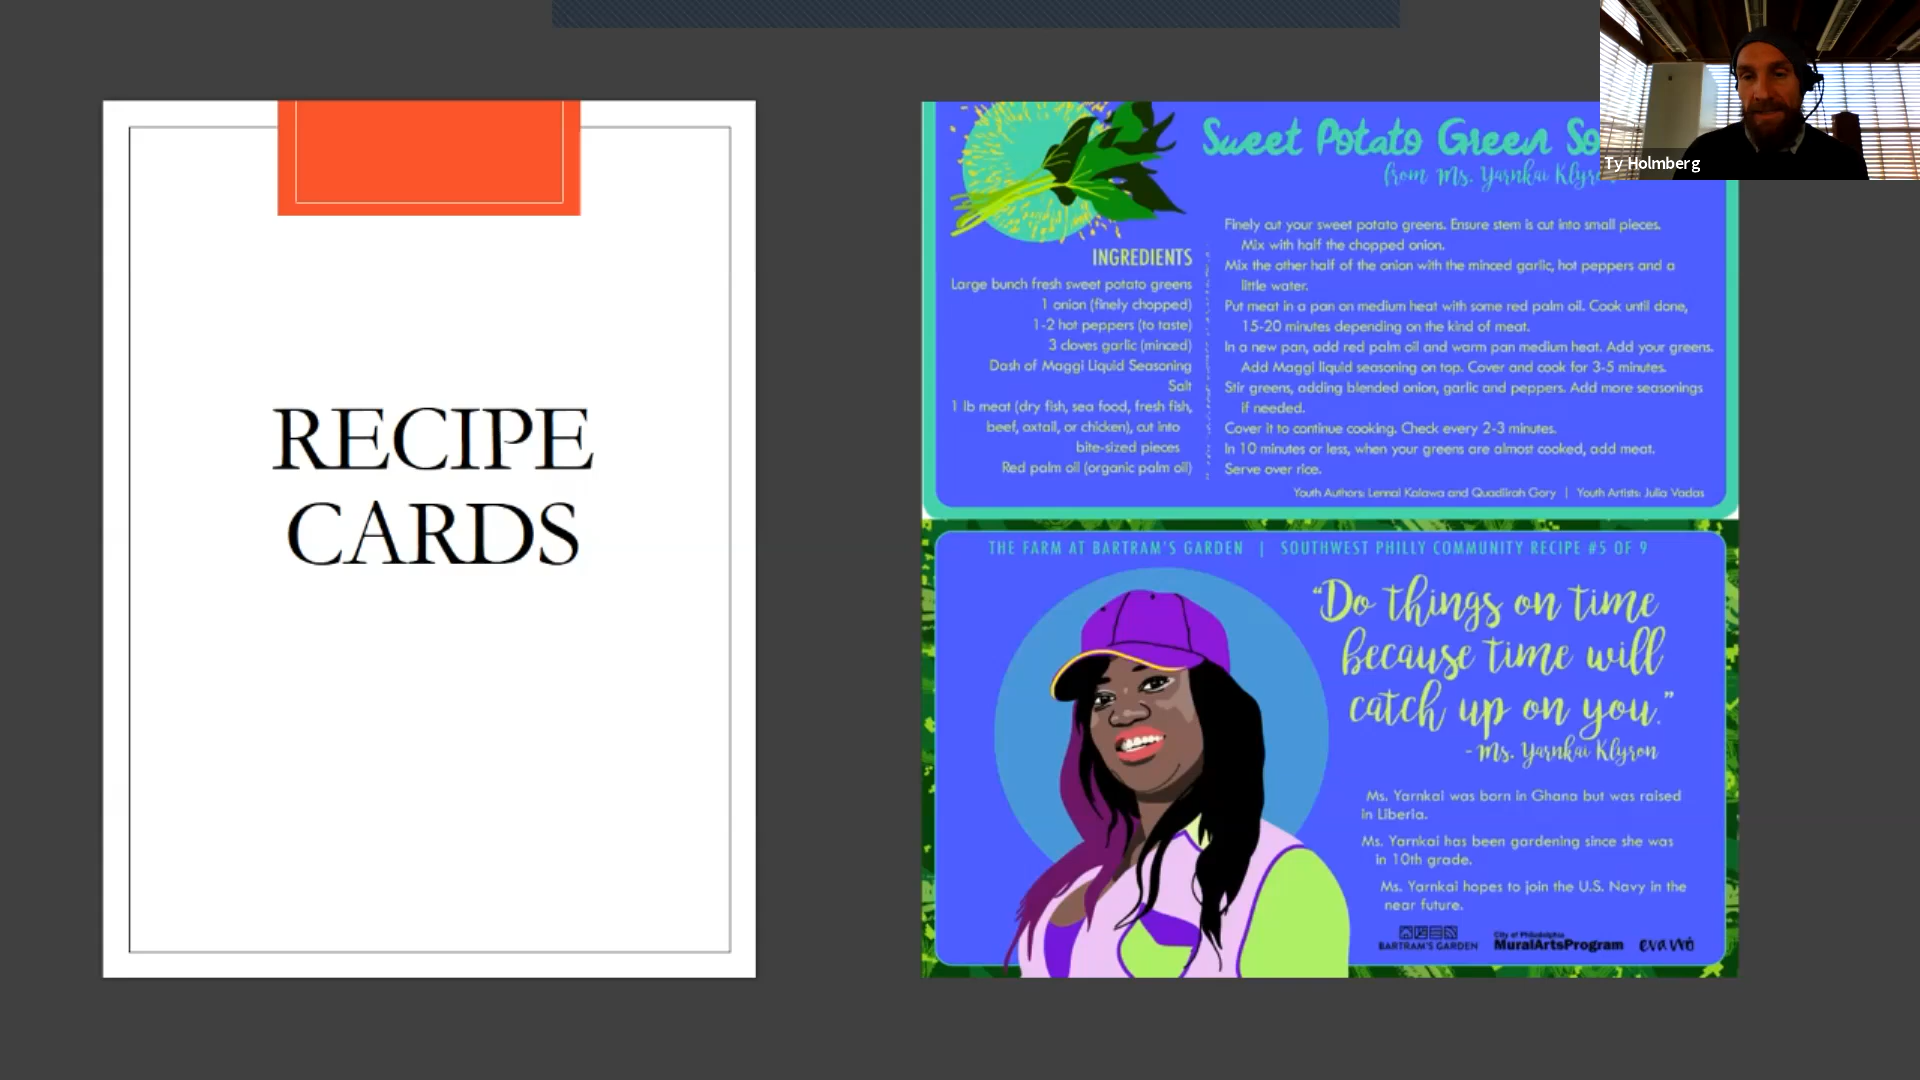 RECIPE
CARDS
Sweet Potato Green
from Ms. Yarnkai
INGREDIENTS
Large bunch fresh sweet potato greens
1 onion (finely chopped)
1-2 hot peppers (to taste)
3 cloves garlic (minced)
Dash of Maggi Liquid Seasoning
Salt
1 lb meat (dry fish, sea food, fresh fish,
beef, oxtail, or chicken), cut into
bite-sized pieces
Red palm oil (organic palm oil)
Finely cut your sweet potato greens. Ensure stem is cut into small pieces.
Mix with half the chopped onion.
Mix the other half of the onion with the minced garlic, hot peppers and a
little water.
Put meat in a pan on medium heat with some red palm oil. Cook until done,
15-20 minutes depending on the kind of meat.
In a new pan, add red palm oil and warm pan medium heat. Add your greens.
Add Maggi liquid seasoning on top. Cover and cook for 3-5 minutes.
Stir greens, adding blended onion, garlic and peppers. Add more seasonings
if needed.
Cover it to continue cooking. Check every 2-3 minutes.
In 10 minutes or less, when your greens are almost cooked, add meat.
Serve over rice.
Youth Authors: Lennai Kalawa and Quadiirah Gary | Youth Artists: Julia Vadas
THE FARM AT BARTRAM'S GARDEN | SOUTHWEST PHILLY COMMUNITY RECIPE #5 OF 9
"Do things on time
because time will
catch up on you."
- Ms. Yarnkai Klyron
Ms. Yarnkai was born in Ghana but was raised
in Liberia.
Ms. Yarnkai has been gardening since she was
in 10th grade.
Ms. Yarnkai hopes to join the U.S. Navy in the
near future.
BARTRAM'S GARDEN
City of Philadelphia
MuralArtsProgram
eva wō
Ty Holmberg